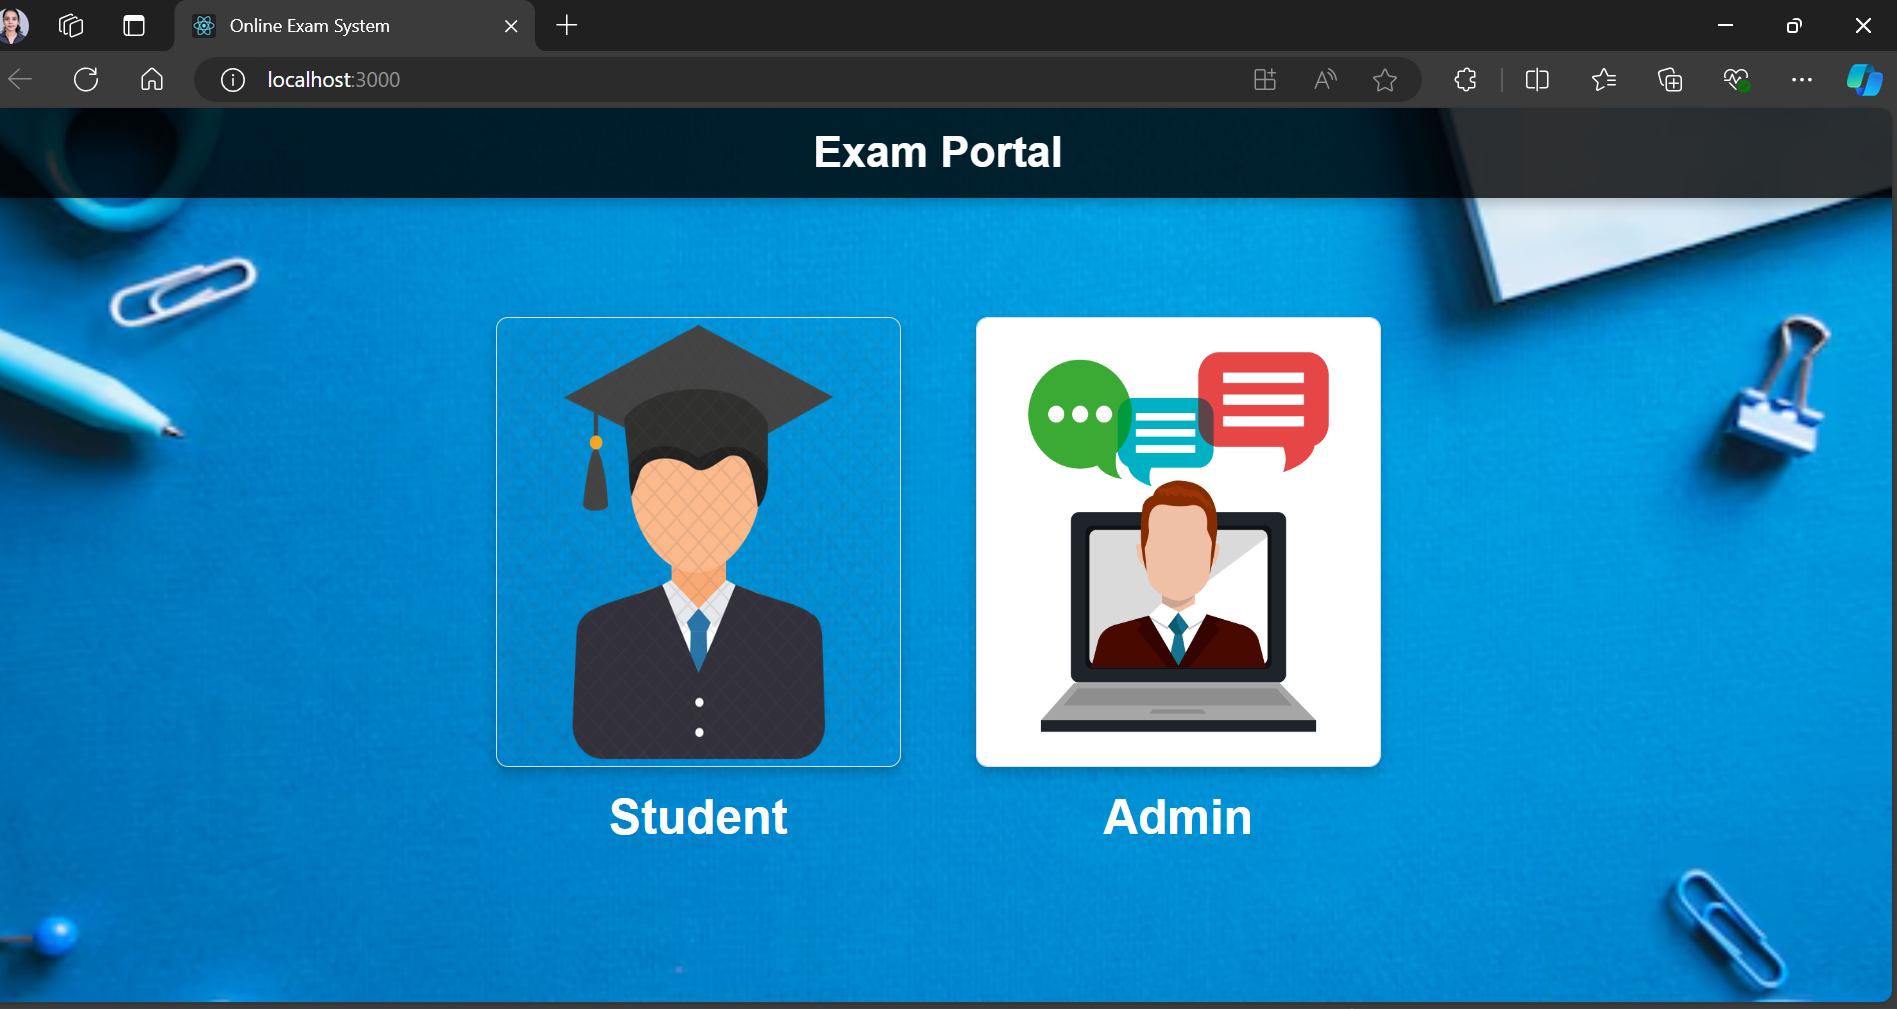 Online Exam System
localhost:3000
Exam Portal
Student
Admin